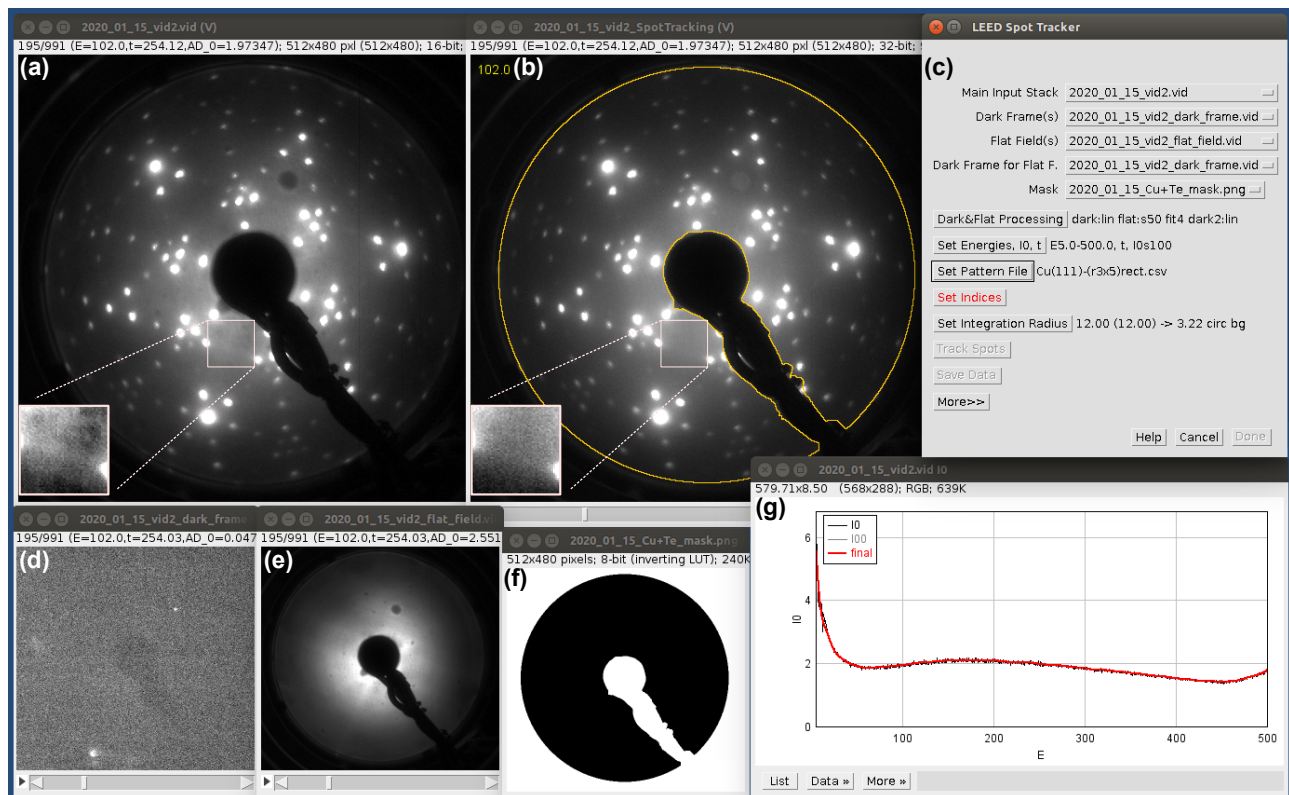 2020_01_15_vid2.vid (V)
195/991 (E=102.0,t=254.12,AD_0=1.97347); 512x480 pxl (512x480); 16-bit;
(a)
2020_01_15_vid2_SpotTracking (V)
195/991 (E=102.0,t=254.12,AD_0=1.97347); 512x480 pxl (512x480); 32-bit;
102.0
(b)
LEED Spot Tracker
(c)
Main Input Stack 2020_01_15_vid2.vid
Dark Frame(s) 2020_01_15_vid2_dark_frame.vid
Flat Field(s) 2020_01_15_vid2_flat_field.vid
Dark Frame for Flat F. 2020_01_15_vid2_dark_frame.vid
Mask 2020_01_15_Cu+Te_mask.png
Dark&Flat Processing dark:lin flat:s50 fit4 dark2:lin
Set Energies, I0, t E5.0-500.0, t, I0s100
Set Pattern File Cu(111)-(r3x5)rect.csv
Set Indices
Set Integration Radius 12.00 (12.00) -> 3.22 circ bg
Track Spots
Save Data
More>>
Help Cancel Done
2020_01_15_vid2_dark_frame
195/991 (E=102.0,t=254.03,AD_0=0.047
(d)
2020_01_15_vid2_flat_field.vi
195/991 (E=102.0,t=254.03,AD_0=2.551
(e)
2020_01_15_Cu+Te_mask.png
512x480 pixels; 8-bit (inverting LUT); 240K
(f)
2020_01_15_vid2.vid I0
579.71x8.50 (568x288); RGB; 639K
(g)
I0
I00
final
6
4
2
0
I0
100
200
300
400
500
E
List Data » More »